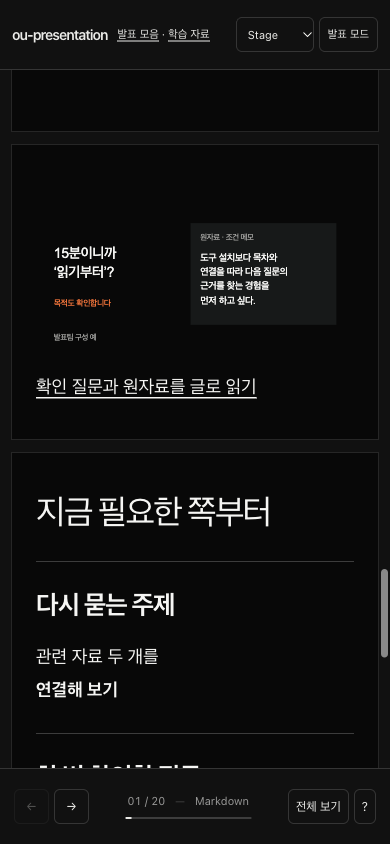 ou-presentation 발표 모음 · 학습 자료 Stage 발표 모드
15분이니까
‘읽기부터’?
목적도 확인합니다
발표팀 구성 예
원자료 · 조건 메모
도구 설치보다 목차와
연결을 따라 다음 질문의
근거를 찾는 경험을
먼저 하고 싶다.
확인 질문과 원자료를 글로 읽기
지금 필요한 쪽부터
다시 묻는 주제
관련 자료 두 개를
연결해 보기
← → 01 / 20 — Markdown 전체 보기 ?